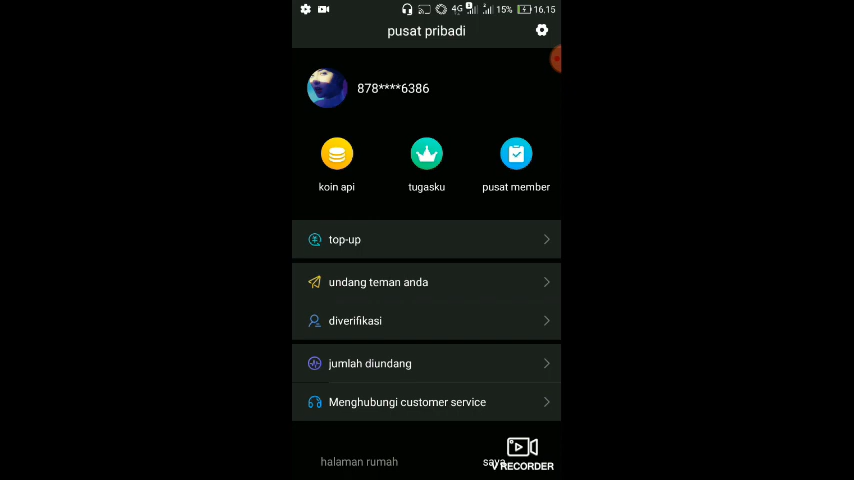 4G 15% 16.15
pusat pribadi
878****6386
koin api tugasku pusat member
top-up
undang teman anda
diverifikasi
jumlah diundang
Menghubungi customer service
halaman rumah saya
V RECORDER